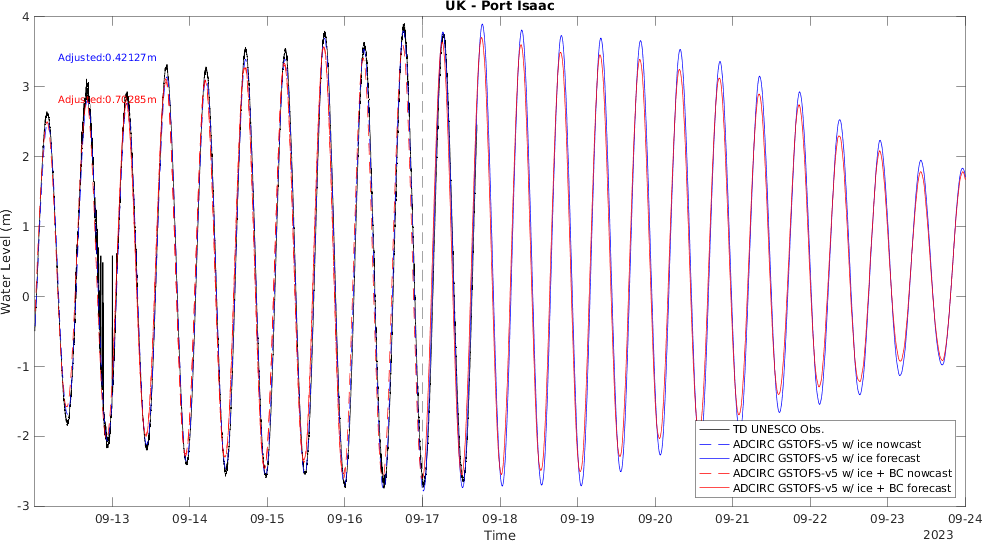 UK - Port Isaac
Water Level (m)
4
3
2
1
0
-1
-2
-3
Adjusted:0.42127m
Adjusted:0.70285m
TD UNESCO Obs.
ADCIRC GSTOFS-v5 w/ ice nowcast
ADCIRC GSTOFS-v5 w/ ice forecast
ADCIRC GSTOFS-v5 w/ ice + BC nowcast
ADCIRC GSTOFS-v5 w/ ice + BC forecast
09-13 09-14 09-15 09-16 09-17 09-18 09-19 09-20 09-21 09-22 09-23 09-24
Time
2023